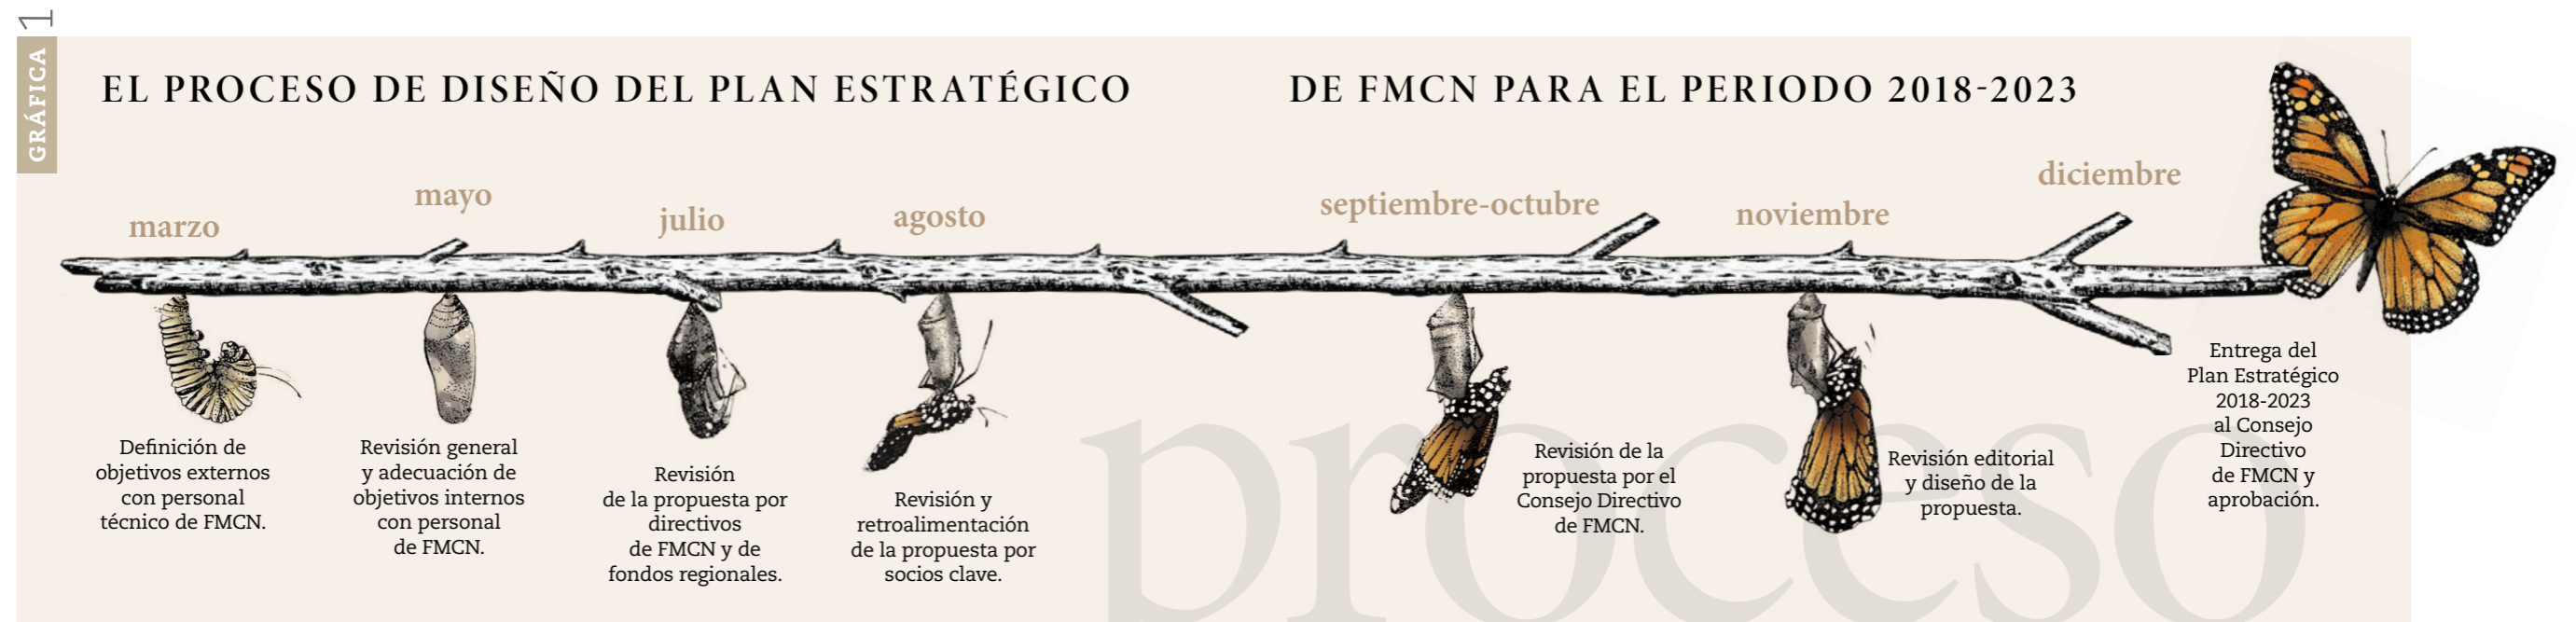 GRÁFICA 1
EL PROCESO DE DISEÑO DEL PLAN ESTRATÉGICO DE FMCN PARA EL PERIODO 2018-2023
marzo
Definición de
objetivos externos
con personal
técnico de FMCN.
mayo
Revisión general
y adecuación de
objetivos internos
con personal
de FMCN.
julio
Revisión
de la propuesta por
directivos
de FMCN y de
fondos regionales.
agosto
Revisión y
retroalimentación
de la propuesta por
socios clave.
septiembre-octubre
Revisión de la
propuesta por el
Consejo Directivo
de FMCN.
noviembre
Revisión editorial
y diseño de la
propuesta.
diciembre
Entrega del
Plan Estratégico
2018-2023
al Consejo
Directivo
de FMCN y
aprobación.
proceso